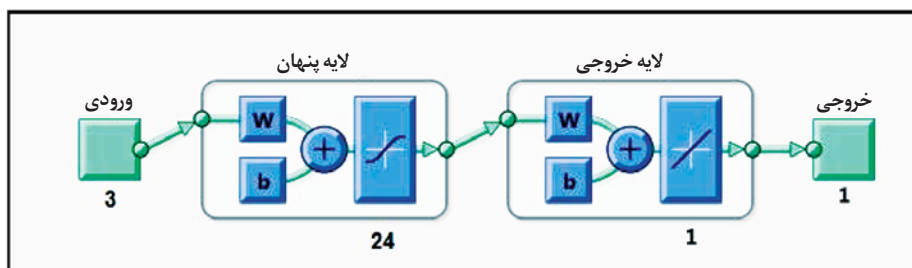 لایه پنهان
لایه خروجی
ورودی
خروجی
w
w
b
b
3
24
1
1